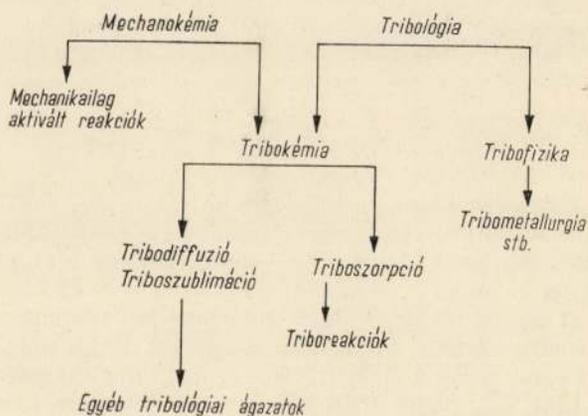 Mechanokémia
Tribológia
Mechanikailag
aktivált reakciók
Tribokémia
Tribofizika
Tribometallurgia
stb.
Tribodiffuzió
Triboszublimáció
Triboszorpció
Triboreakciók
Egyéb tribológiai ágazatok